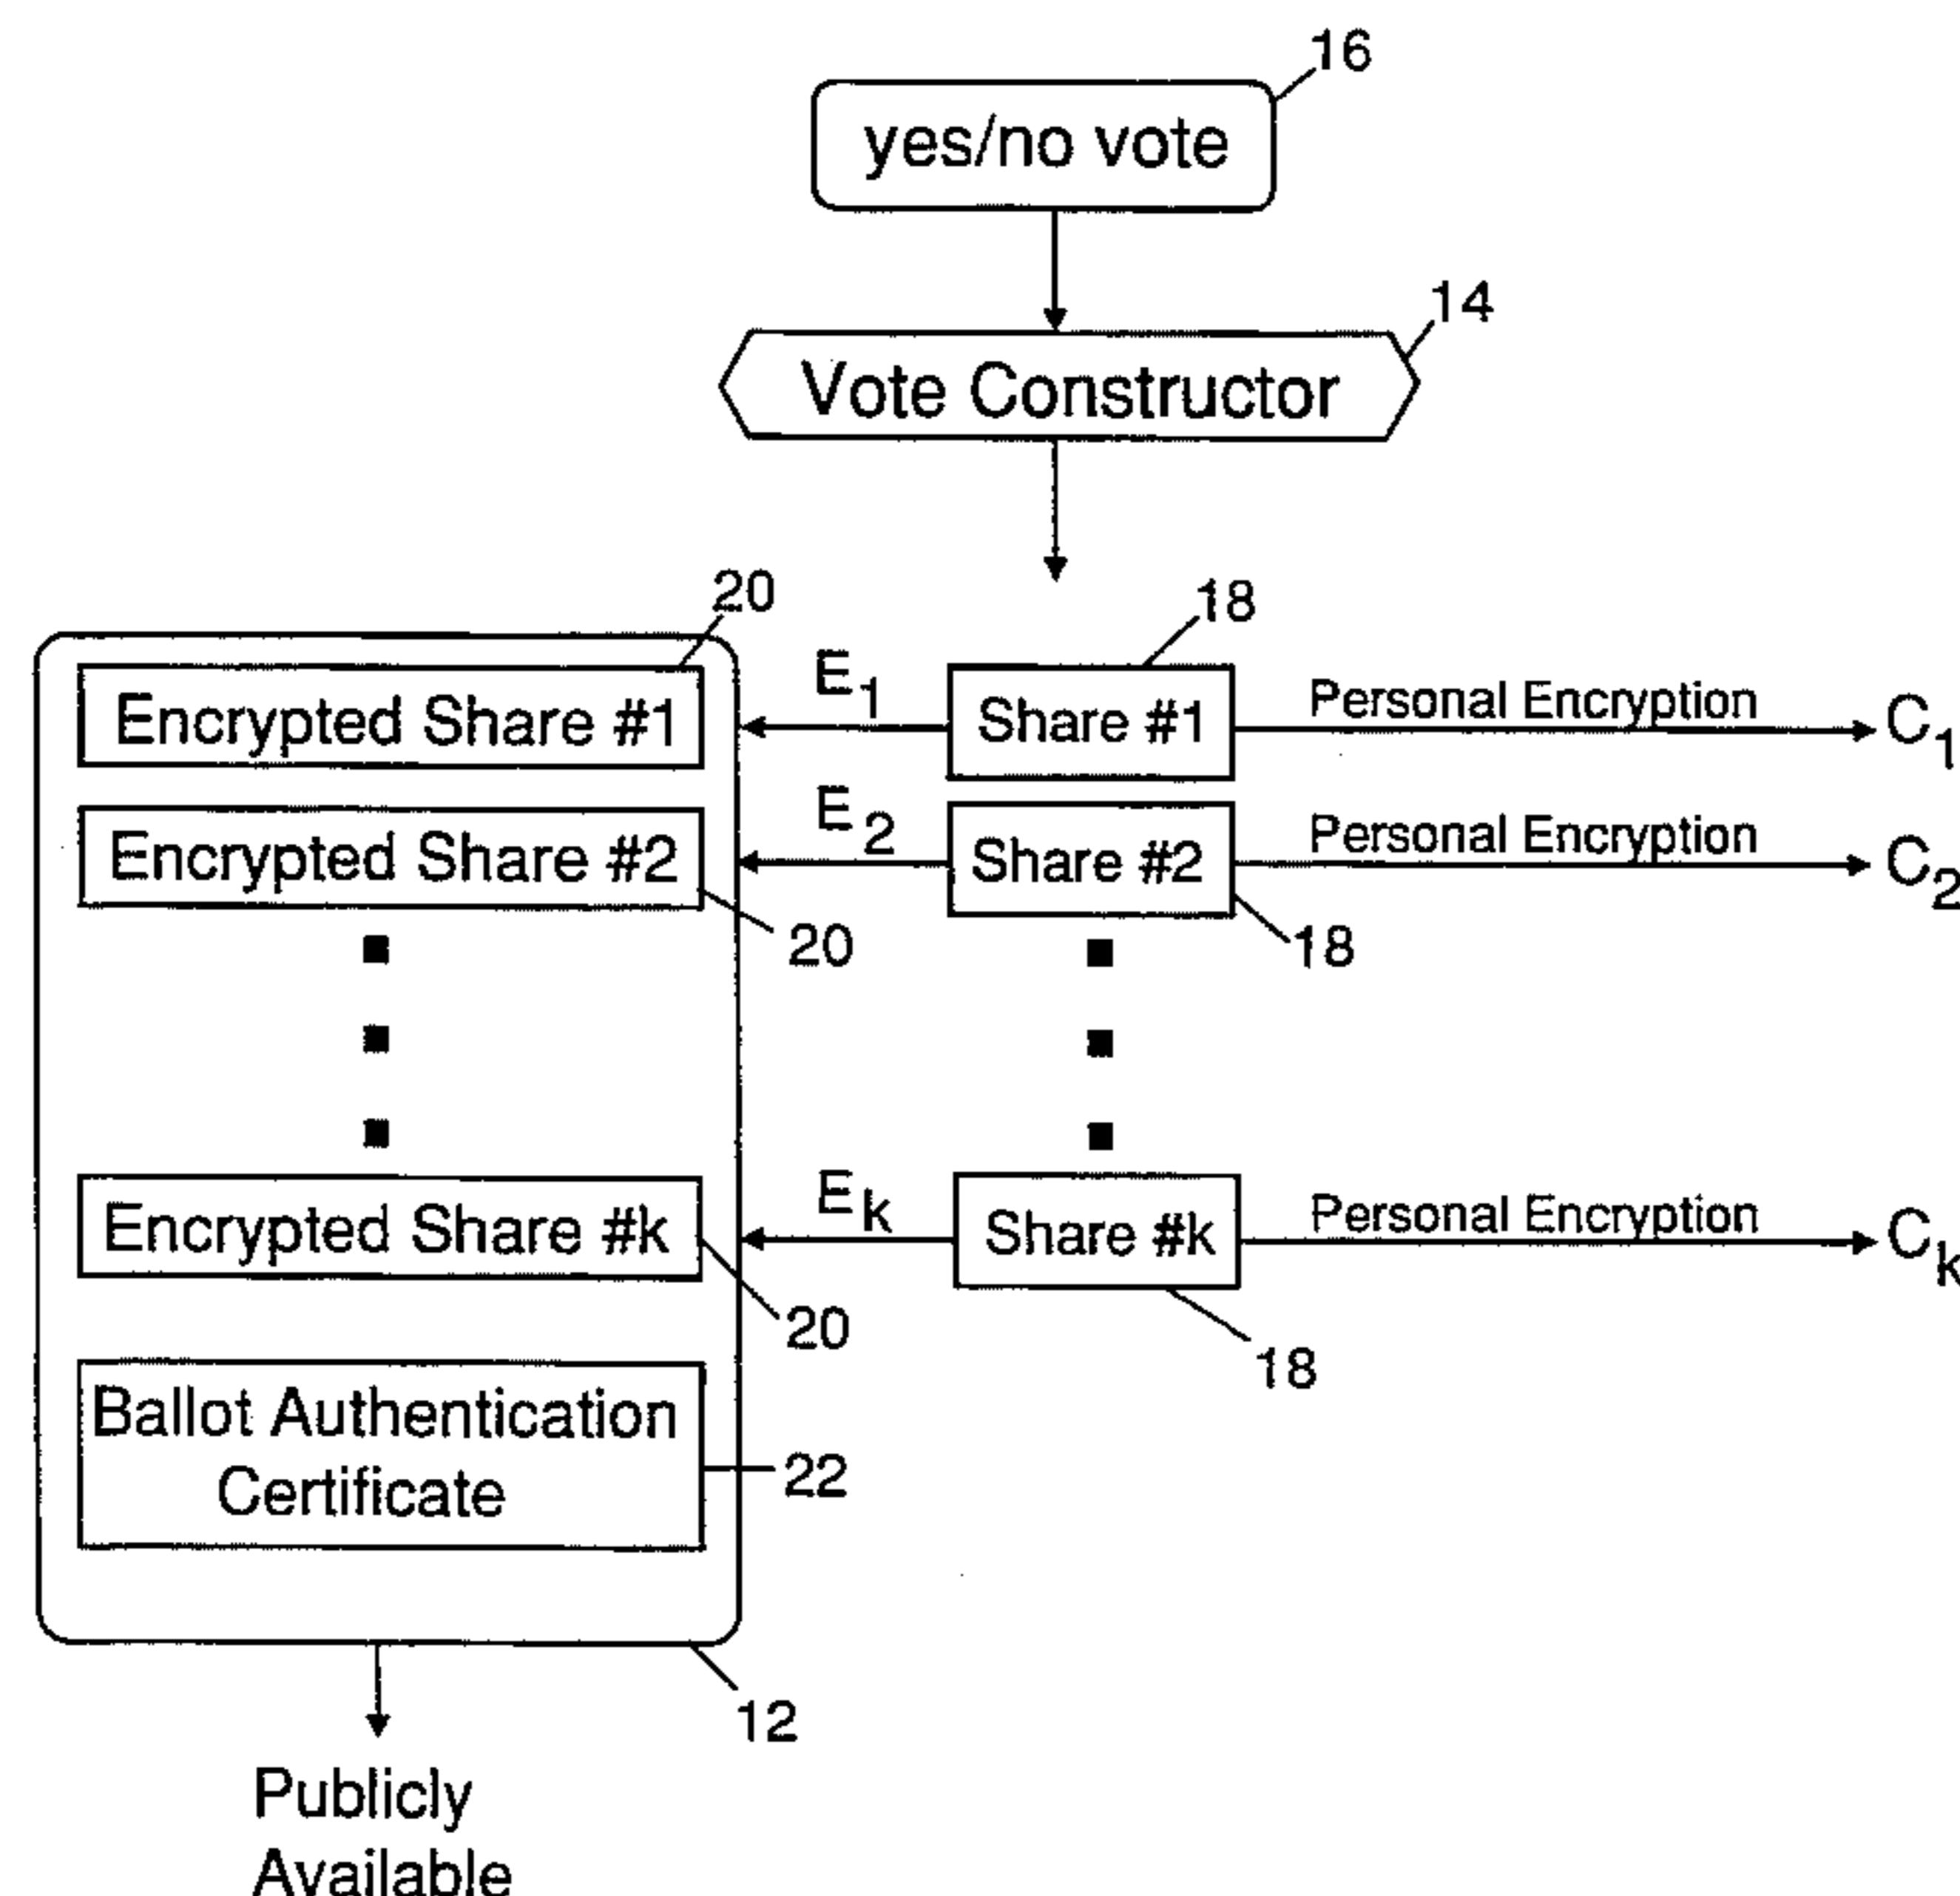 16
yes/no vote
14
Vote Constructor
20
18
Encrypted Share #1
E1
Share #1
Personal Encryption
C1
Encrypted Share #2
E2
Share #2
Personal Encryption
C2
20
18
Encrypted Share #k
Ek
Share #k
Personal Encryption
Ck
20
18
Ballot Authentication
Certificate
22
12
Publicly
Available